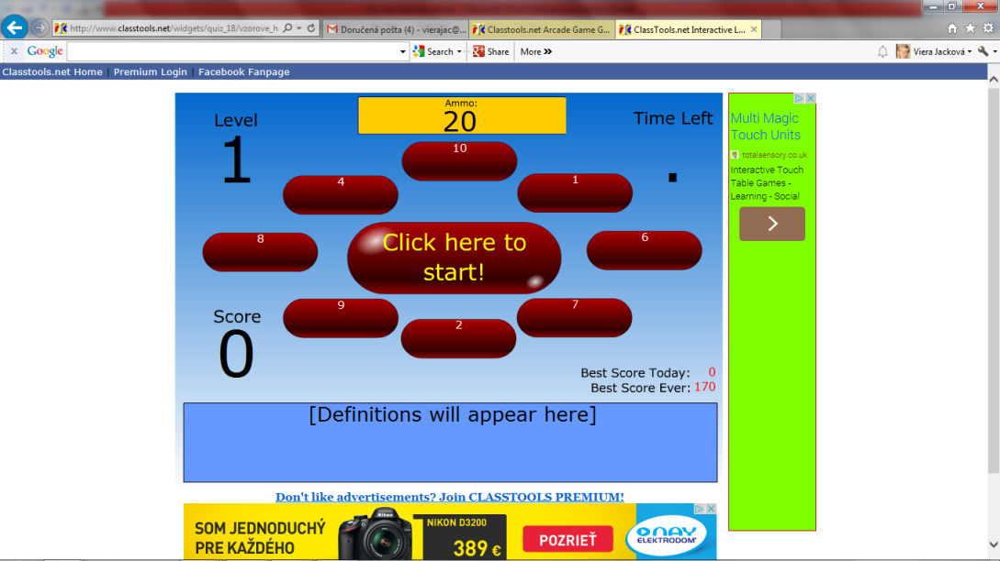 http://www.classtools.net/widgets/quiz_18/vzorove_h
Doručená pošta (4) - vierajac@...
Classtools.net Arcade Game G...
ClassTools.net Interactive L...
Google
Search
Share
More »
Viera Jacková
Classtools.net Home | Premium Login | Facebook Fanpage
Level
1
Ammo:
20
Time Left
.
10
4
1
8
Click here to
start!
6
9
7
2
Score
0
Best Score Today: 0
Best Score Ever: 170
[Definitions will appear here]
Multi Magic
Touch Units
totalsensory.co.uk
Interactive Touch
Table Games -
Learning - Social
Don't like advertisements? Join CLASSTOOLS PREMIUM!
SOM JEDNODUCHÝ
PRE KAŽDÉHO
Nikon
NIKON D3200
389 €
POZRIEŤ
NAY
ELEKTRODOM